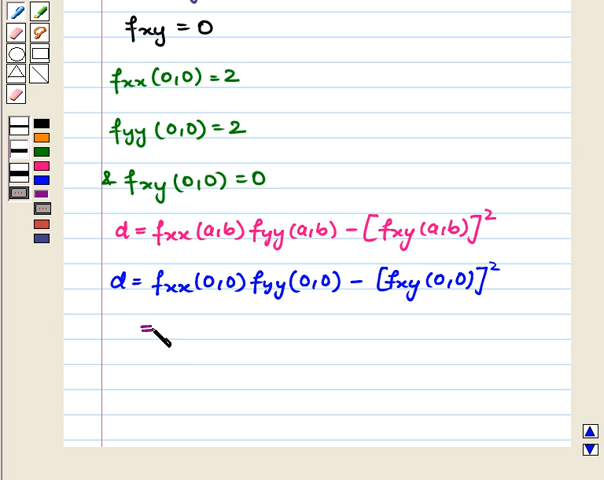 fxy = 0
fxx(0,0) = 2
fyy(0,0) = 2
& fxy(0,0) = 0
d = fxx(a,b) fyy(a,b) - [fxy(a,b)]²
d = fxx(0,0) fyy(0,0) - [fxy(0,0)]²
=